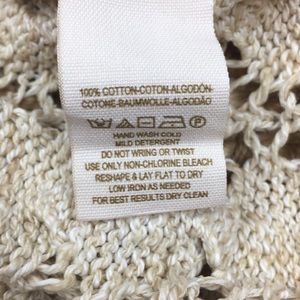 100% COTTON-COTON-ALGODÓN-
COTONE-BAUMWOLLE-ALGODÃO
HAND WASH COLD
MILD DETERGENT
DO NOT WRING OR TWIST
USE ONLY NON-CHLORINE BLEACH
RESHAPE & LAY FLAT TO DRY
LOW IRON AS NEEDED
FOR BEST RESULTS DRY CLEAN